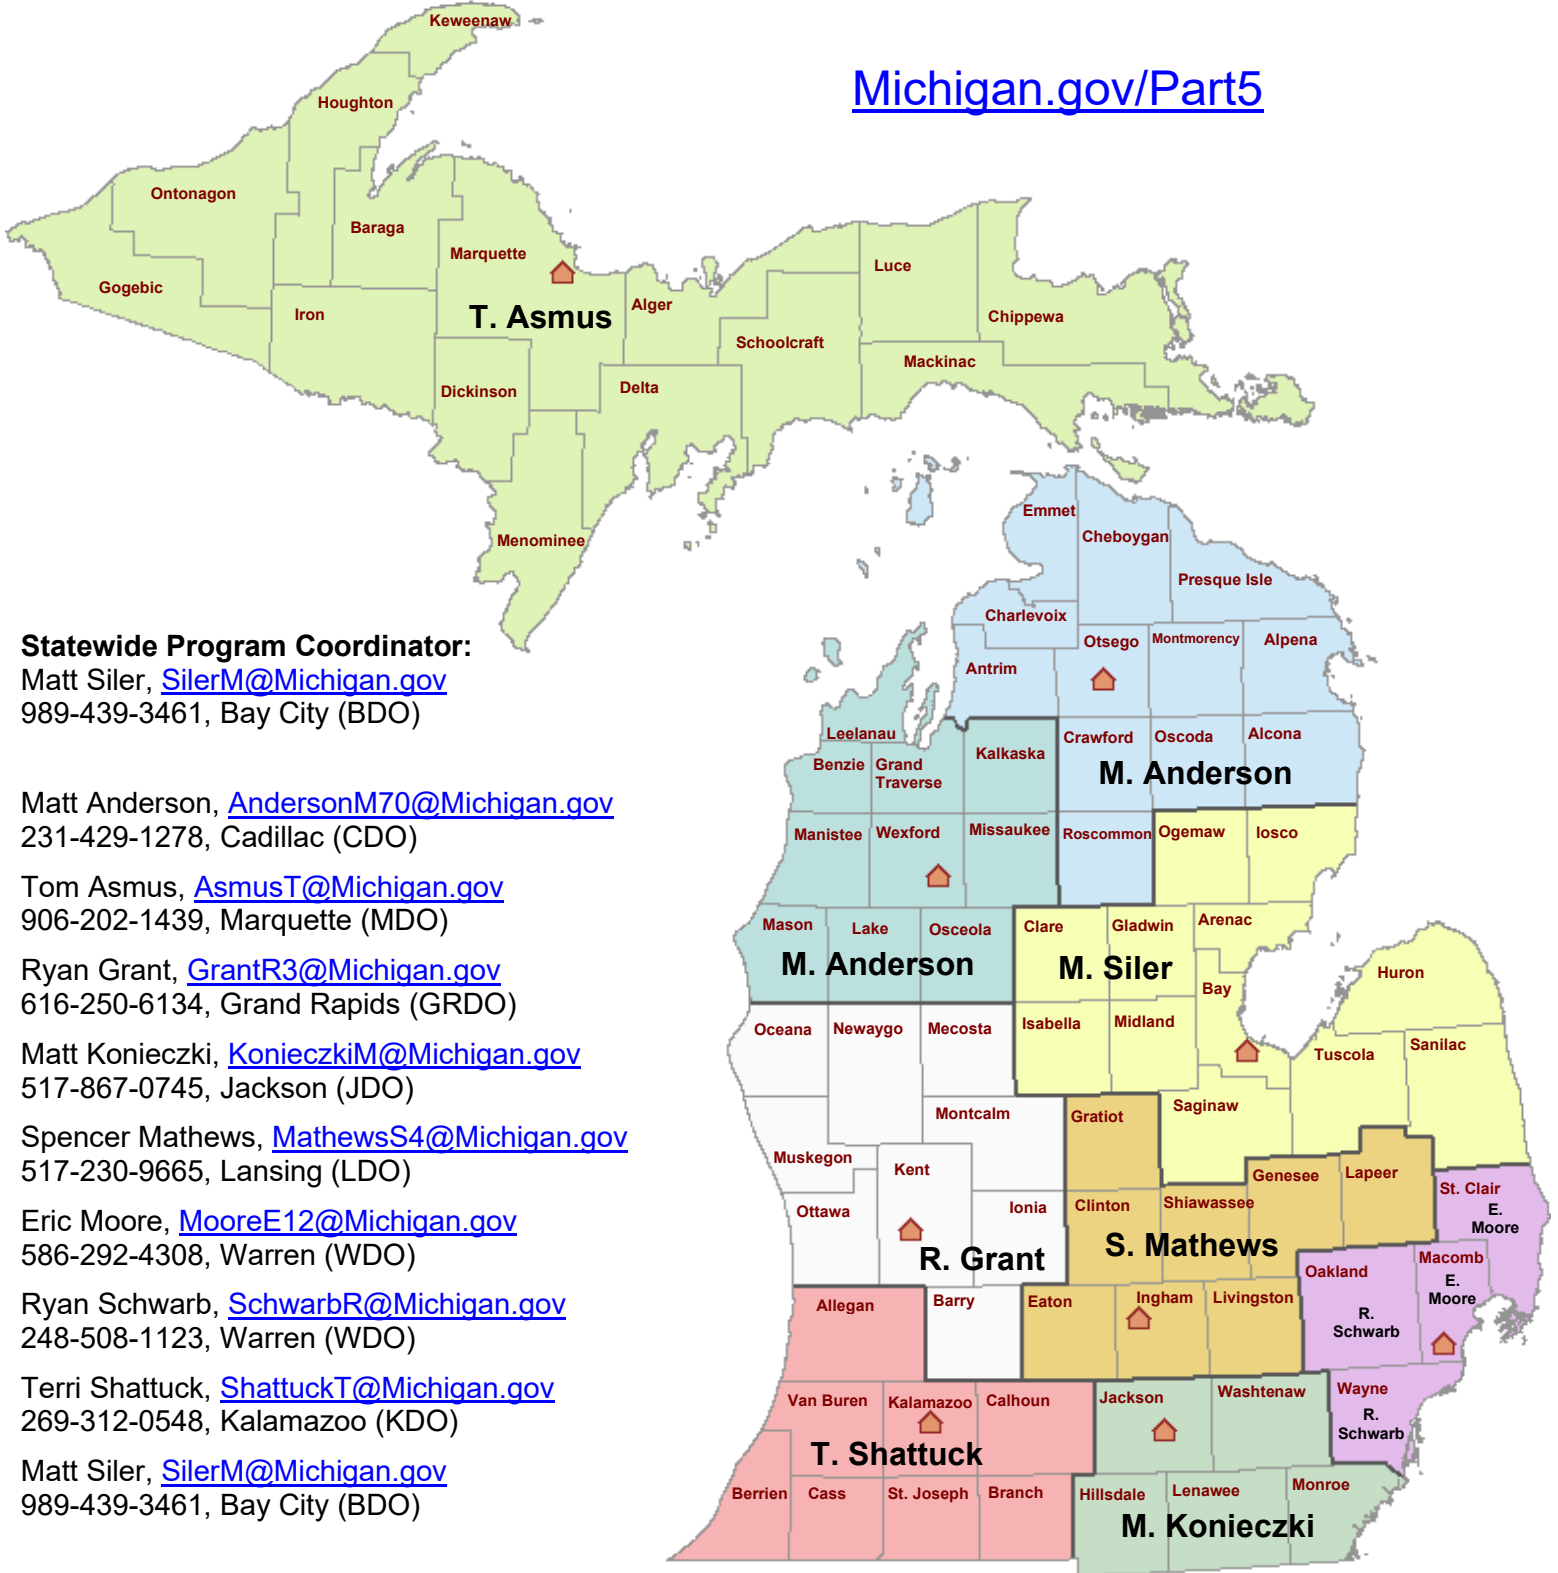 Keweenaw
Michigan.gov/Part5
Houghton
Ontonagon
Baraga
Marquette
Luce
Gogebic
Iron
T. Asmus
Alger
Chippewa
Schoolcraft
Mackinac
Dickinson
Delta
Menominee
Emmet
Cheboygan
Presque Isle
Charlevoix
Otsego
Montmorency
Alpena
Antrim
Leelanau
Benzie
Grand
Traverse
Kalkaska
Crawford
Oscoda
Alcona
M. Anderson
Manistee
Wexford
Missaukee
Roscommon
Ogemaw
Iosco
Mason
Lake
Osceola
M. Anderson
Clare
Gladwin
Arenac
M. Siler
Bay
Huron
Isabella
Midland
Tuscola
Sanilac
Saginaw
Oceana
Newaygo
Mecosta
Montcalm
Gratiot
Muskegon
Kent
Ottawa
Ionia
R. Grant
Clinton
Shiawassee
Genesee
Lapeer
S. Mathews
St. Clair
E.
Moore
Macomb
E.
Moore
Oakland
R.
Schwarb
Allegan
Barry
Eaton
Ingham
Livingston
Van Buren
Kalamazoo
Calhoun
T. Shattuck
Jackson
Washtenaw
Wayne
R.
Schwarb
Berrien
Cass
St. Joseph
Branch
Hillsdale
Lenawee
Monroe
M. Konieczki
Statewide Program Coordinator:
Matt Siler, SilerM@Michigan.gov
989-439-3461, Bay City (BDO)
Matt Anderson, AndersonM70@Michigan.gov
231-429-1278, Cadillac (CDO)
Tom Asmus, AsmusT@Michigan.gov
906-202-1439, Marquette (MDO)
Ryan Grant, GrantR3@Michigan.gov
616-250-6134, Grand Rapids (GRDO)
Matt Konieczki, KonieczkiM@Michigan.gov
517-867-0745, Jackson (JDO)
Spencer Mathews, MathewsS4@Michigan.gov
517-230-9665, Lansing (LDO)
Eric Moore, MooreE12@Michigan.gov
586-292-4308, Warren (WDO)
Ryan Schwarb, SchwarbR@Michigan.gov
248-508-1123, Warren (WDO)
Terri Shattuck, ShattuckT@Michigan.gov
269-312-0548, Kalamazoo (KDO)
Matt Siler, SilerM@Michigan.gov
989-439-3461, Bay City (BDO)